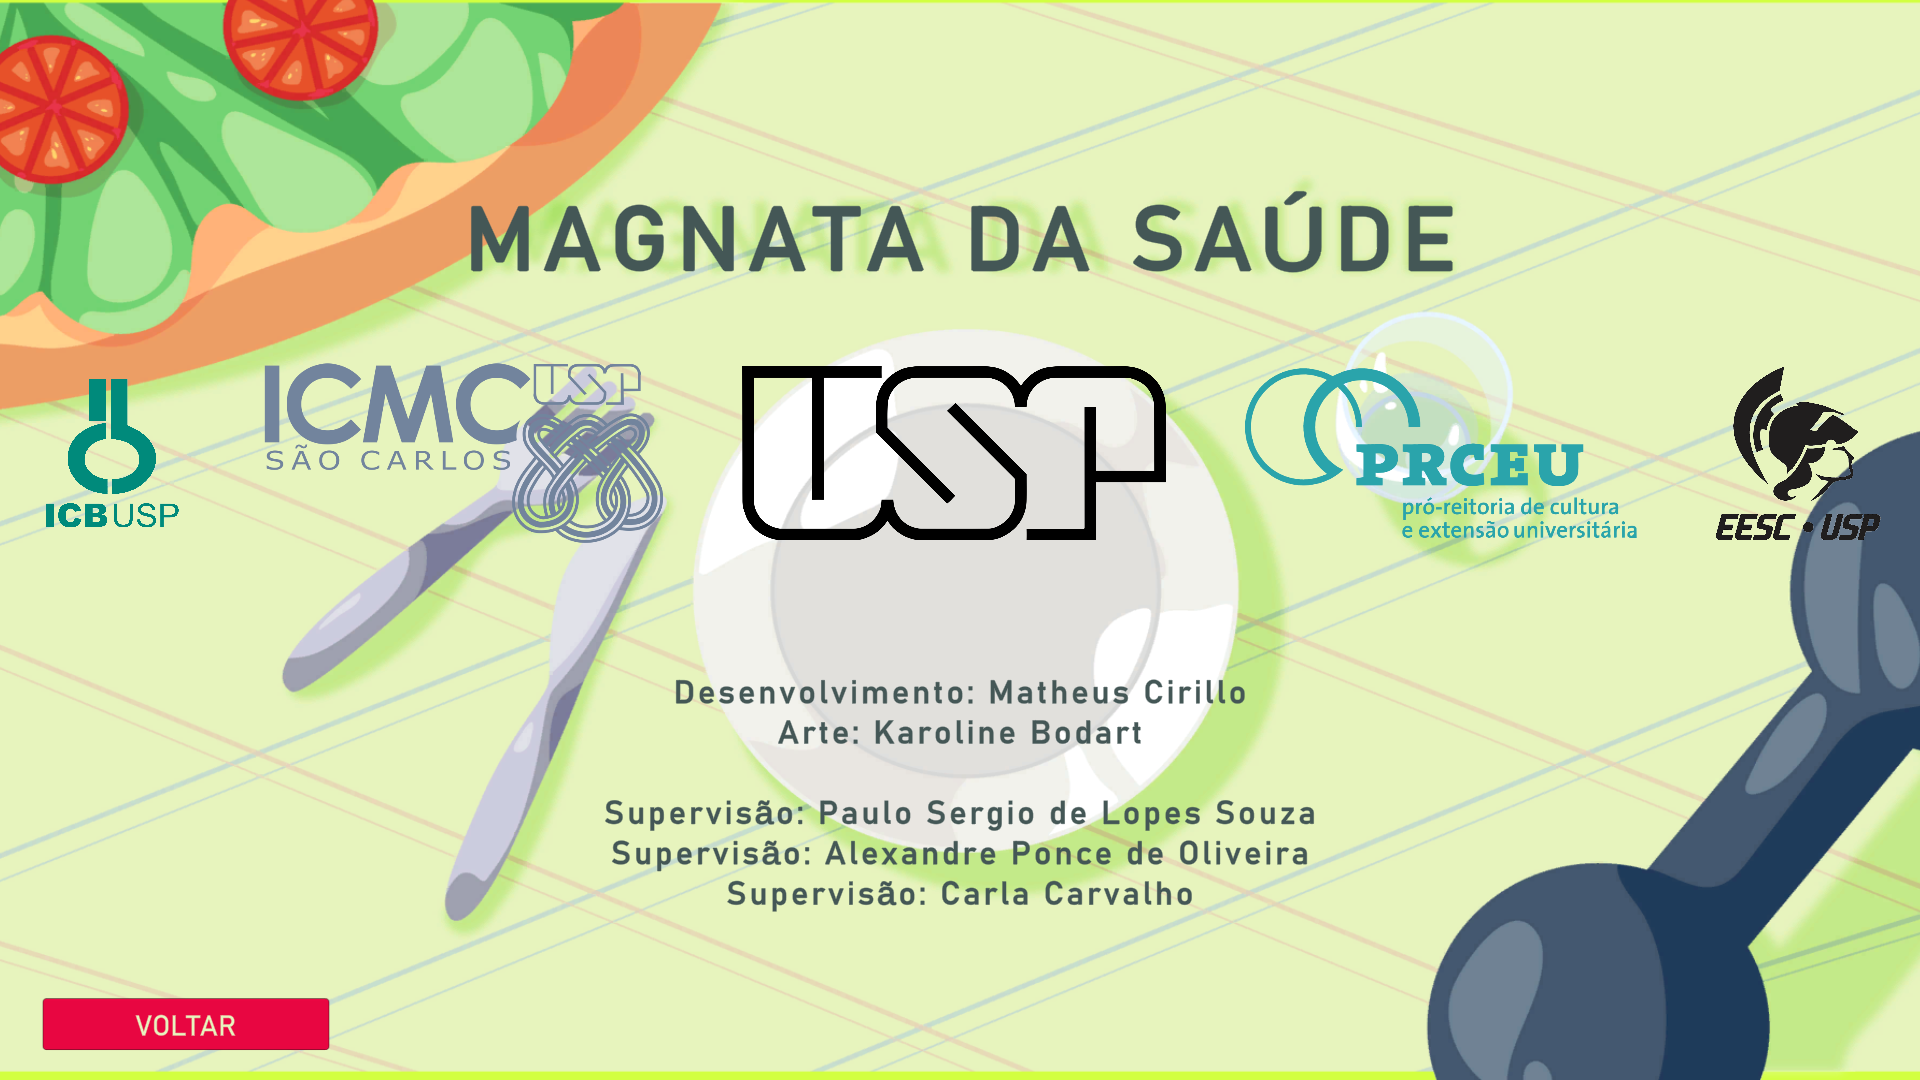 MAGNATA DA SAÚDE
ICB USP
ICMC USP
SÃO CARLOS
USP
PRCEU
pró-reitoria de cultura
e extensão universitária
EESC • USP
Desenvolvimento: Matheus Cirillo
Arte: Karoline Bodart
Supervisão: Paulo Sergio de Lopes Souza
Supervisão: Alexandre Ponce de Oliveira
Supervisão: Carla Carvalho
VOLTAR